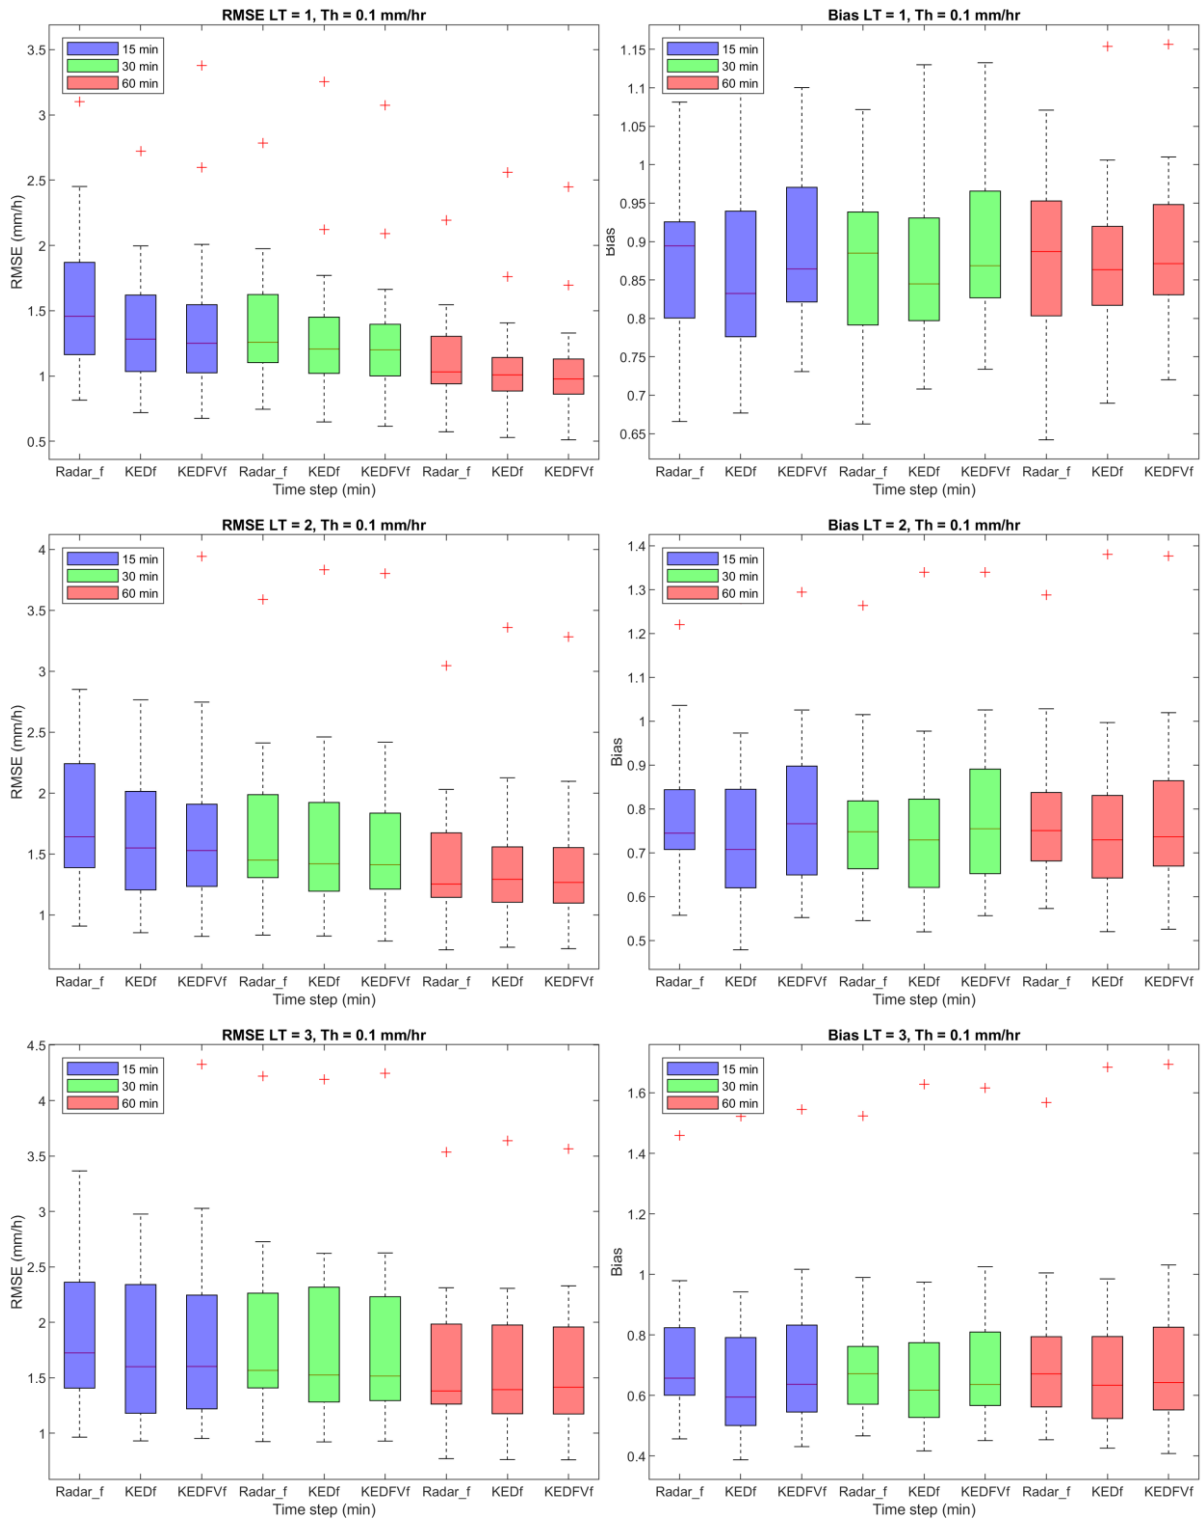 RMSE LT = 1, Th = 0.1 mm/hr
15 min
30 min
60 min
3.5
3
2.5
2
1.5
1
0.5
RMSE (mm/h)
Radar_f KEDf KEDFVf Radar_f KEDf KEDFVf Radar_f KEDf KEDFVf
Time step (min)
Bias LT = 1, Th = 0.1 mm/hr
15 min
30 min
60 min
1.15
1.1
1.05
1
0.95
0.9
0.85
0.8
0.75
0.7
0.65
Bias
Radar_f KEDf KEDFVf Radar_f KEDf KEDFVf Radar_f KEDf KEDFVf
Time step (min)
RMSE LT = 2, Th = 0.1 mm/hr
15 min
30 min
60 min
4
3.5
3
2.5
2
1.5
1
RMSE (mm/h)
Radar_f KEDf KEDFVf Radar_f KEDf KEDFVf Radar_f KEDf KEDFVf
Time step (min)
Bias LT = 2, Th = 0.1 mm/hr
15 min
30 min
60 min
1.4
1.3
1.2
1.1
1
0.9
0.8
0.7
0.6
0.5
Bias
Radar_f KEDf KEDFVf Radar_f KEDf KEDFVf Radar_f KEDf KEDFVf
Time step (min)
RMSE LT = 3, Th = 0.1 mm/hr
15 min
30 min
60 min
4.5
4
3.5
3
2.5
2
1.5
1
RMSE (mm/h)
Radar_f KEDf KEDFVf Radar_f KEDf KEDFVf Radar_f KEDf KEDFVf
Time step (min)
Bias LT = 3, Th = 0.1 mm/hr
15 min
30 min
60 min
1.6
1.4
1.2
1
0.8
0.6
0.4
Bias
Radar_f KEDf KEDFVf Radar_f KEDf KEDFVf Radar_f KEDf KEDFVf
Time step (min)